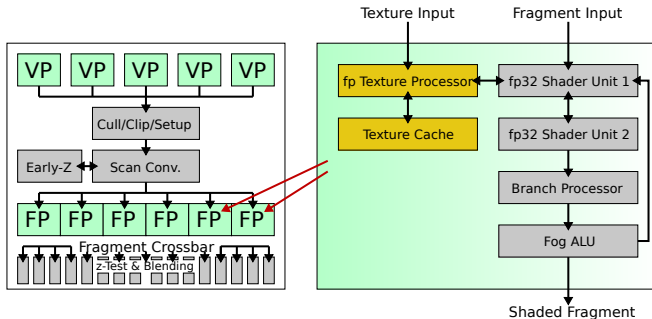 VP VP VP VP VP
Cull/Clip/Setup
Early-Z Scan Conv.
FP FP FP FP FP FP
Fragment Crossbar
z-Test & Blending
Texture Input Fragment Input
fp Texture Processor fp32 Shader Unit 1
Texture Cache fp32 Shader Unit 2
Branch Processor
Fog ALU
Shaded Fragment